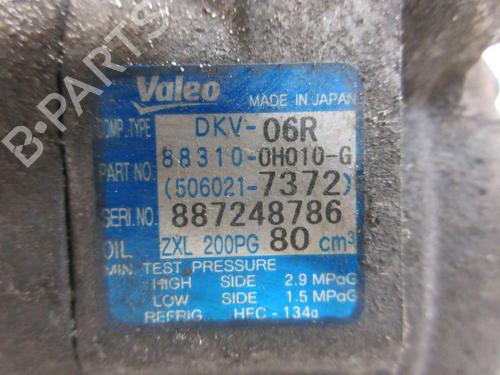 B-PARTS
Valeo MADE IN JAPAN
COMP.TYPE DKV-06R
PART NO. 88310-0H010-G
(506021-7372)
SERI.NO. 887248786
OIL ZXL 200PG 80 cm³
MIN. TEST PRESSURE
HIGH SIDE 2.9 MPaG
LOW SIDE 1.5 MPaG
REFRIG HFC-134a